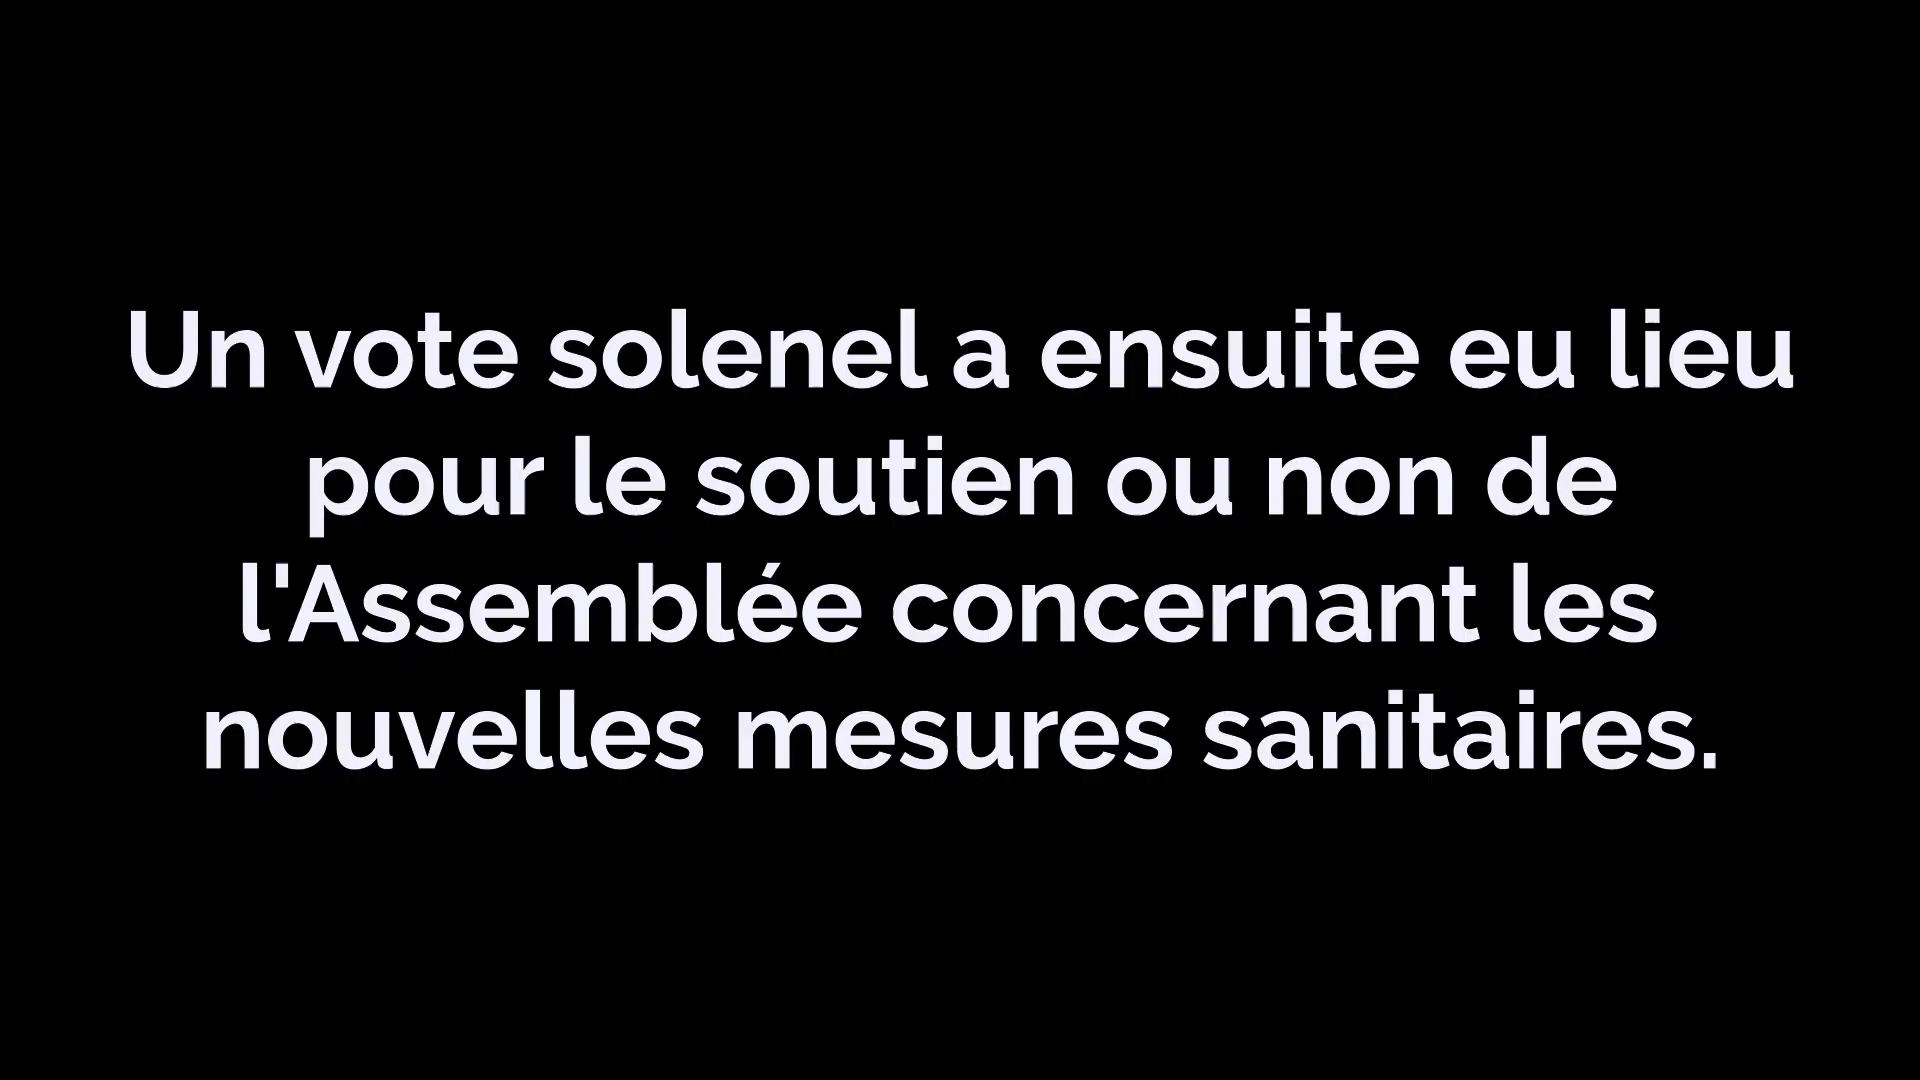 Un vote solenel a ensuite eu lieu
pour le soutien ou non de
l'Assemblée concernant les
nouvelles mesures sanitaires.